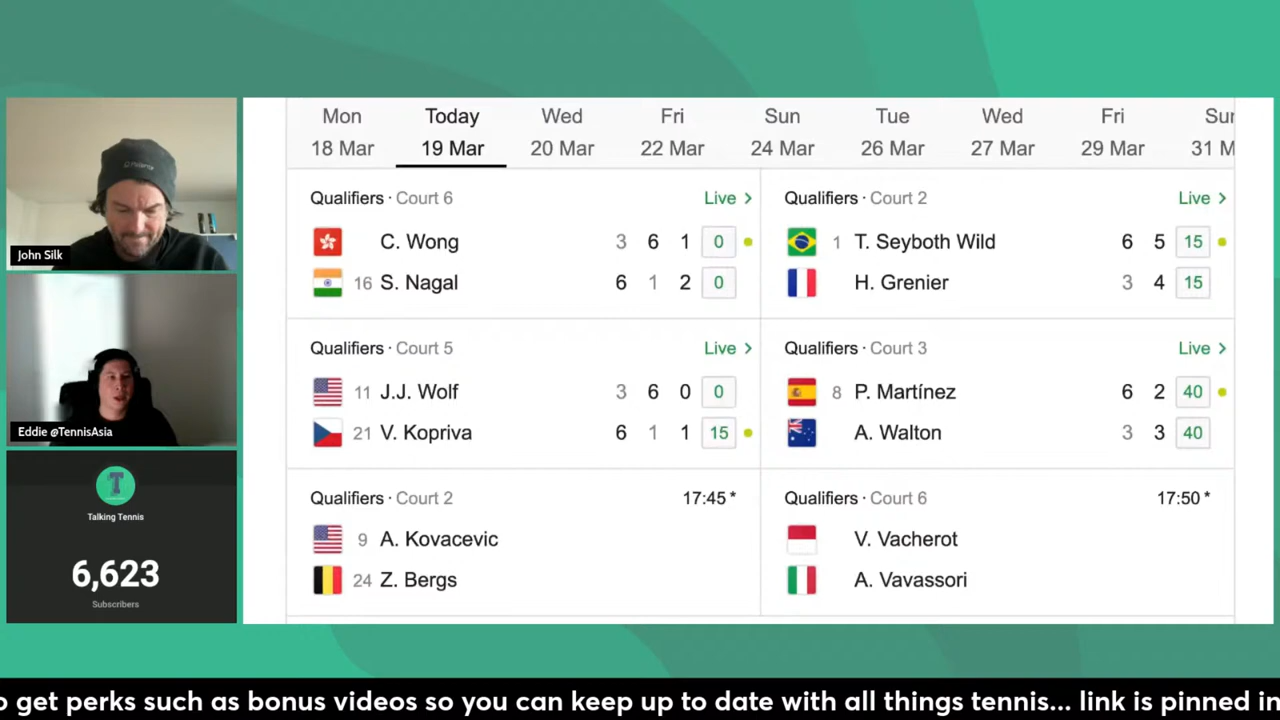 John Silk
Eddie @TennisAsia
Talking Tennis
6,623
Subscribers
Mon Today Wed Fri Sun Tue Wed Fri Sur
18 Mar 19 Mar 20 Mar 22 Mar 24 Mar 26 Mar 27 Mar 29 Mar 31 M
Qualifiers · Court 6 Live >
C. Wong 3 6 1 0
16 S. Nagal 6 1 2 0
Qualifiers · Court 2 Live >
1 T. Seyboth Wild 6 5 15
H. Grenier 3 4 15
Qualifiers · Court 5 Live >
11 J.J. Wolf 3 6 0 0
21 V. Kopriva 6 1 1 15
Qualifiers · Court 3 Live >
8 P. Martínez 6 2 40
A. Walton 3 3 40
Qualifiers · Court 2 17:45 *
9 A. Kovacevic
24 Z. Bergs
Qualifiers · Court 6 17:50 *
V. Vacherot
A. Vavassori
o get perks such as bonus videos so you can keep up to date with all things tennis... link is pinned in